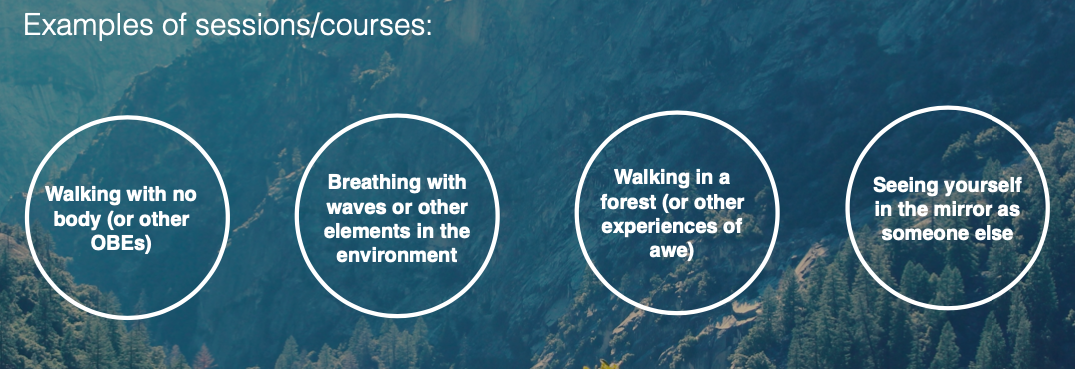 Examples of sessions/courses:
Walking with no
body (or other
OBEs)
Breathing with
waves or other
elements in the
environment
Walking in a
forest (or other
experiences of
awe)
Seeing yourself
in the mirror as
someone else